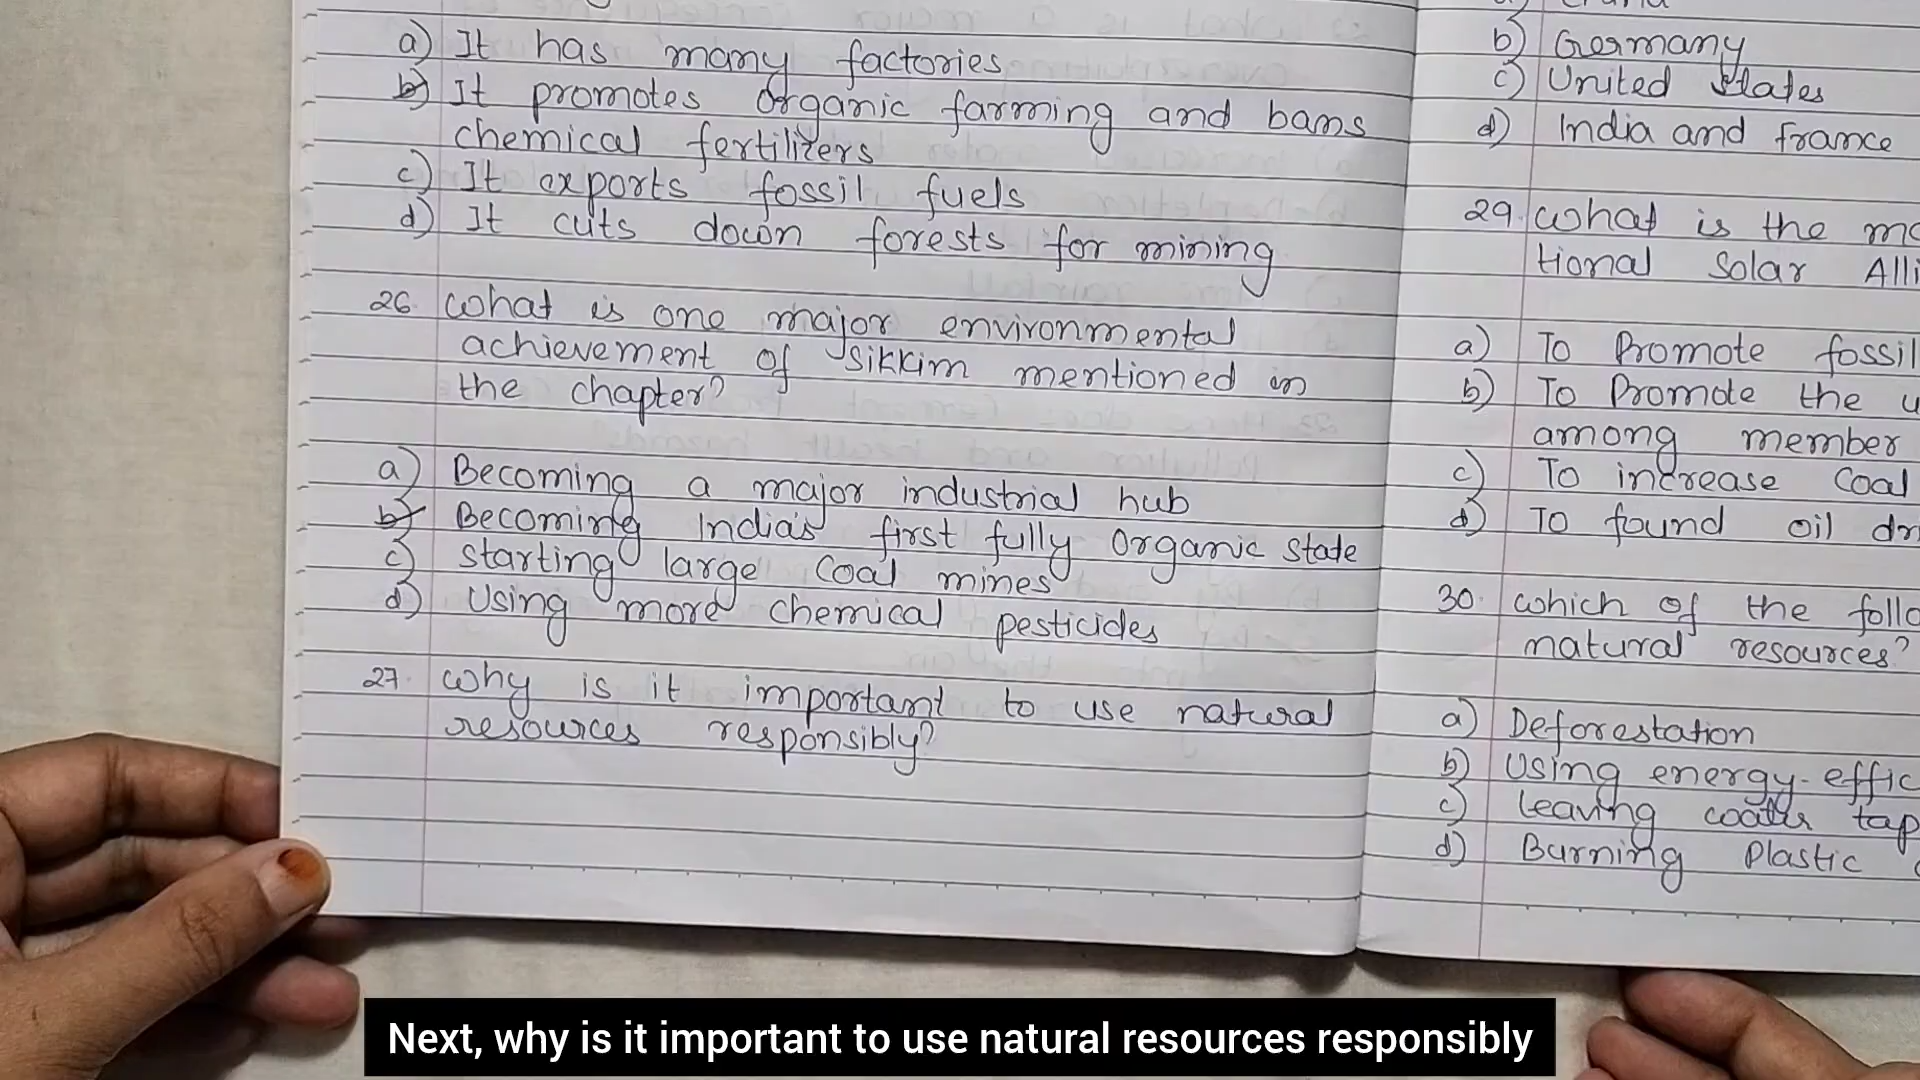 a) It has many factories
b) It promotes organic farming and bans
chemical fertilizers
c) It exports fossil fuels
d) It cuts down forests for mining
26. What is one major environmental
achievement of Sikkim mentioned in
the chapter?
a) Becoming a major industrial hub
b) Becoming India's first fully Organic state
c) starting large Coal mines
d) Using more chemical pesticides
27. Why is it important to use natural
resources responsibly?
b) Germany
c) United States
d) India and france
29. What is the
tional Solar
a) To Promote fossil
b) To Promote the
among member
c) To increase Coal
d) To found oil
30. which of the
natural resources?
a) Deforestation
b) Using energy-
c) leaving water tap
d) Burning Plastic
Next, why is it important to use natural resources responsibly